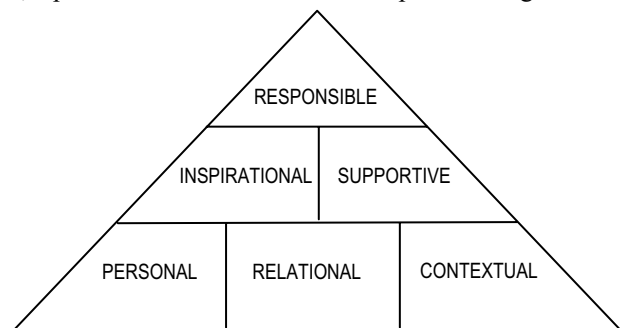 RESPONSIBLE
INSPIRATIONAL SUPPORTIVE
PERSONAL RELATIONAL CONTEXTUAL